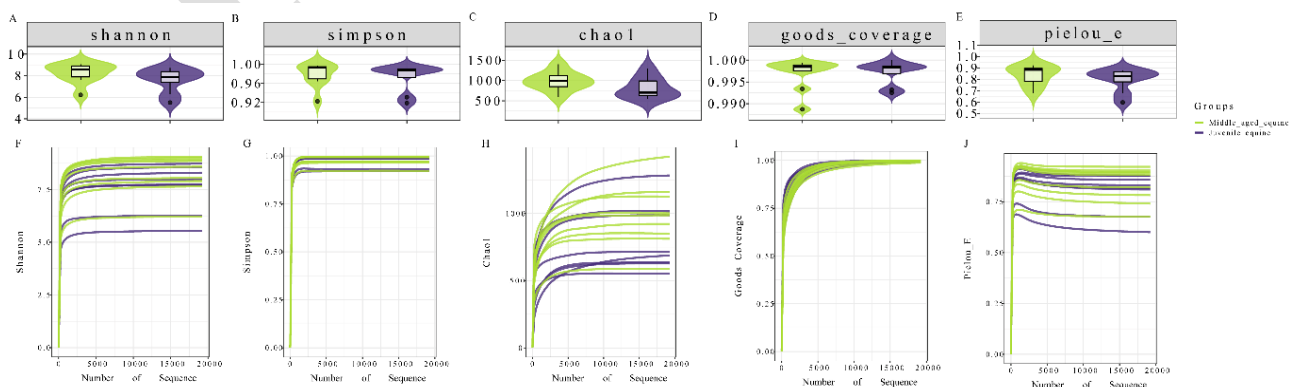 A
shannon
10
8
6
4
B
simpson
1.00
0.96
0.92
C
chao1
1000
500
D
goods_coverage
1.000
0.995
0.990
E
pielou_e
1.1
1.0
0.9
0.8
0.7
0.6
0.5
Groups
Middle_aged_equine
Juvenile_equine
F
7.5
5.0
2.5
0.0
Shannon
0 5000 10000 15000 20000
Number of Sequence
G
1.00
0.75
0.50
0.25
0.00
Simpson
0 5000 10000 15000 20000
Number of Sequence
H
1000
500
0
Chao1
0 5000 10000 15000 20000
Number of Sequence
I
1.00
0.75
0.50
0.25
0.00
Goods_Coverage
0 5000 10000 15000 20000
Number of Sequence
J
0.75
0.50
0.25
0.00
Pielou_E
0 5000 10000 15000 20000
Number of Sequence